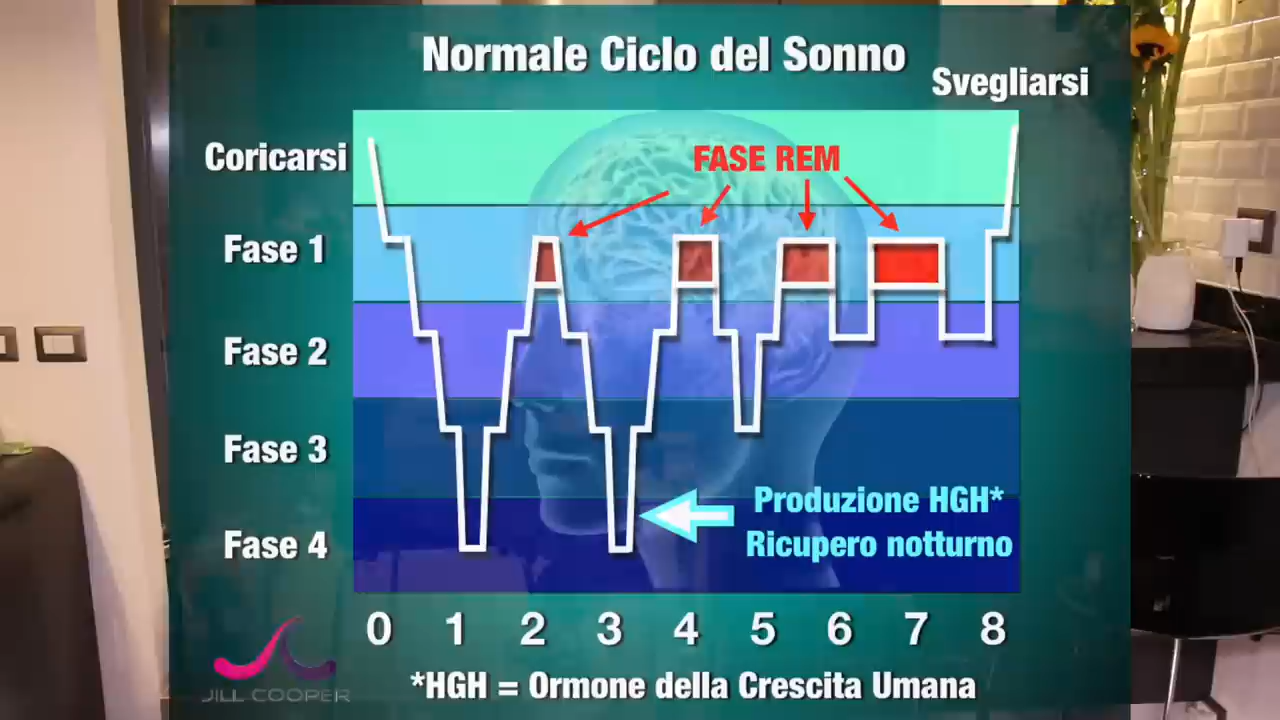 Normale Ciclo del Sonno
Svegliarsi
Coricarsi
FASE REM
Fase 1
Fase 2
Fase 3
Produzione HGH*
Ricupero notturno
Fase 4
0 1 2 3 4 5 6 7 8
JILL COOPER
*HGH = Ormone della Crescita Umana